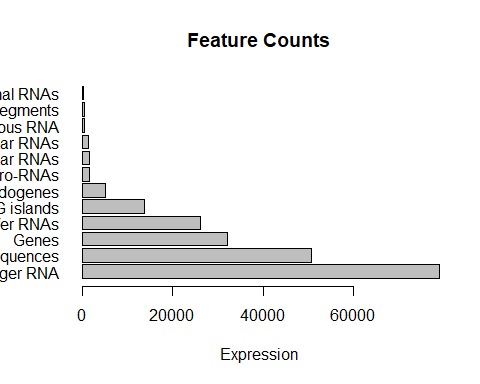 Feature Counts
nal RNAs
egments
ous RNA
ar RNAs
ar RNAs
ro-RNAs
dogenes
G islands
fer RNAs
Genes
quences
ger RNA
0 20000 40000 60000
Expression